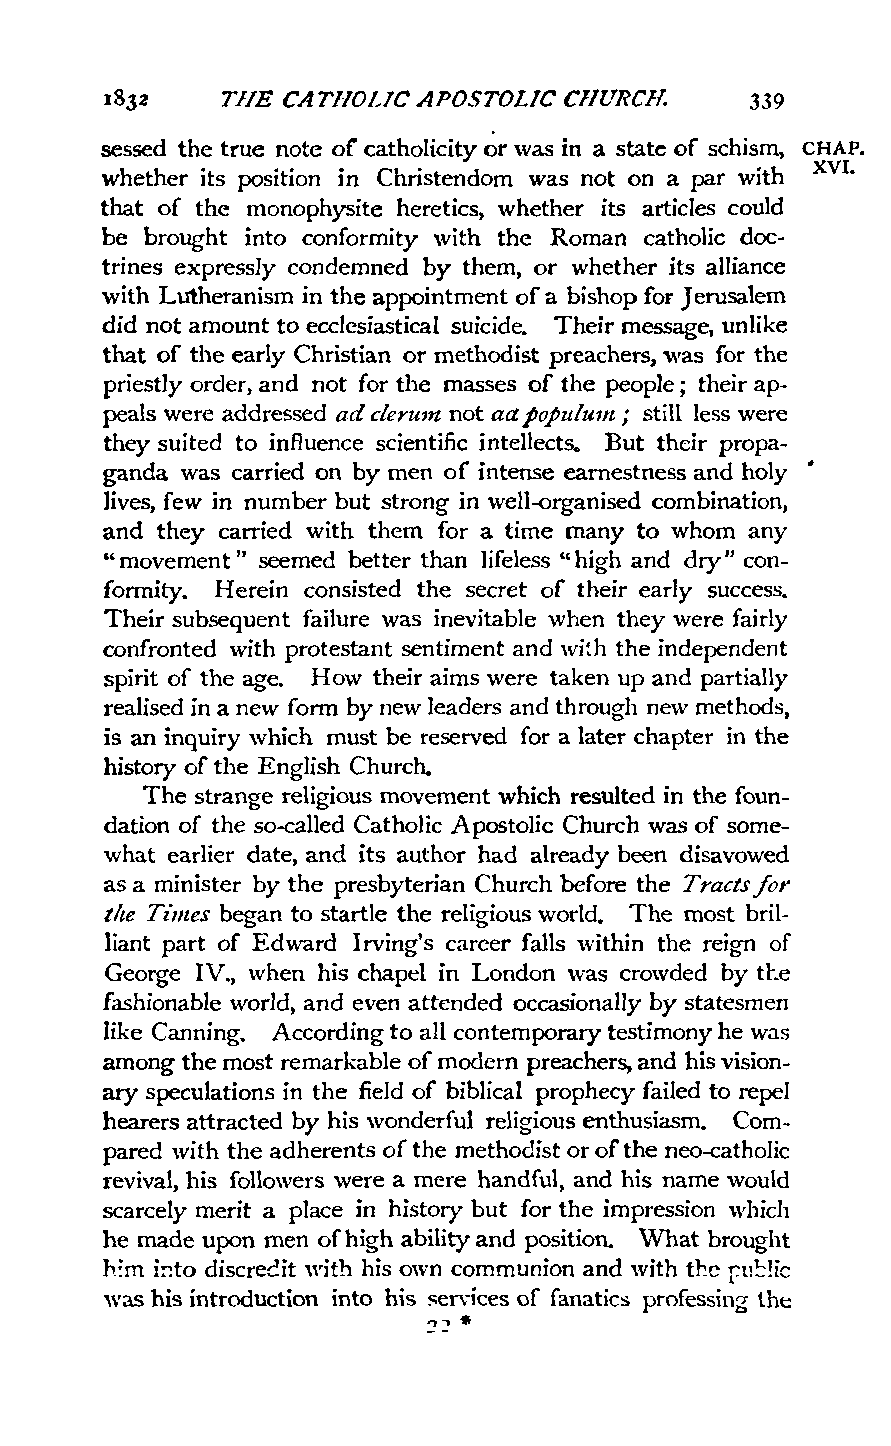 1832 THE CATHOLIC APOSTOLIC CHURCH. 339
sessed the true note of catholicity or was in a state of schism, CHAP.
whether its position in Christendom was not on a par with XVI.
that of the monophysite heretics, whether its articles could
be brought into conformity with the Roman catholic doc-
trines expressly condemned by them, or whether its alliance
with Lutheranism in the appointment of a bishop for Jerusalem
did not amount to ecclesiastical suicide. Their message, unlike
that of the early Christian or methodist preachers, was for the
priestly order, and not for the masses of the people; their ap-
peals were addressed ad clerum not ad populum; still less were
they suited to influence scientific intellects. But their propa-
ganda was carried on by men of intense earnestness and holy
lives, few in number but strong in well-organised combination,
and they carried with them for a time many to whom any
"movement" seemed better than lifeless "high and dry" con-
formity. Herein consisted the secret of their early success.
Their subsequent failure was inevitable when they were fairly
confronted with protestant sentiment and with the independent
spirit of the age. How their aims were taken up and partially
realised in a new form by new leaders and through new methods,
is an inquiry which must be reserved for a later chapter in the
history of the English Church.
The strange religious movement which resulted in the foun-
dation of the so-called Catholic Apostolic Church was of some-
what earlier date, and its author had already been disavowed
as a minister by the presbyterian Church before the Tracts for
the Times began to startle the religious world. The most bril-
liant part of Edward Irving's career falls within the reign of
George IV., when his chapel in London was crowded by the
fashionable world, and even attended occasionally by statesmen
like Canning. According to all contemporary testimony he was
among the most remarkable of modern preachers, and his vision-
ary speculations in the field of biblical prophecy failed to repel
hearers attracted by his wonderful religious enthusiasm. Com-
pared with the adherents of the methodist or of the neo-catholic
revival, his followers were a mere handful, and his name would
scarcely merit a place in history but for the impression which
he made upon men of high ability and position. What brought
him into discredit with his own communion and with the public
was his introduction into his services of fanatics professing the